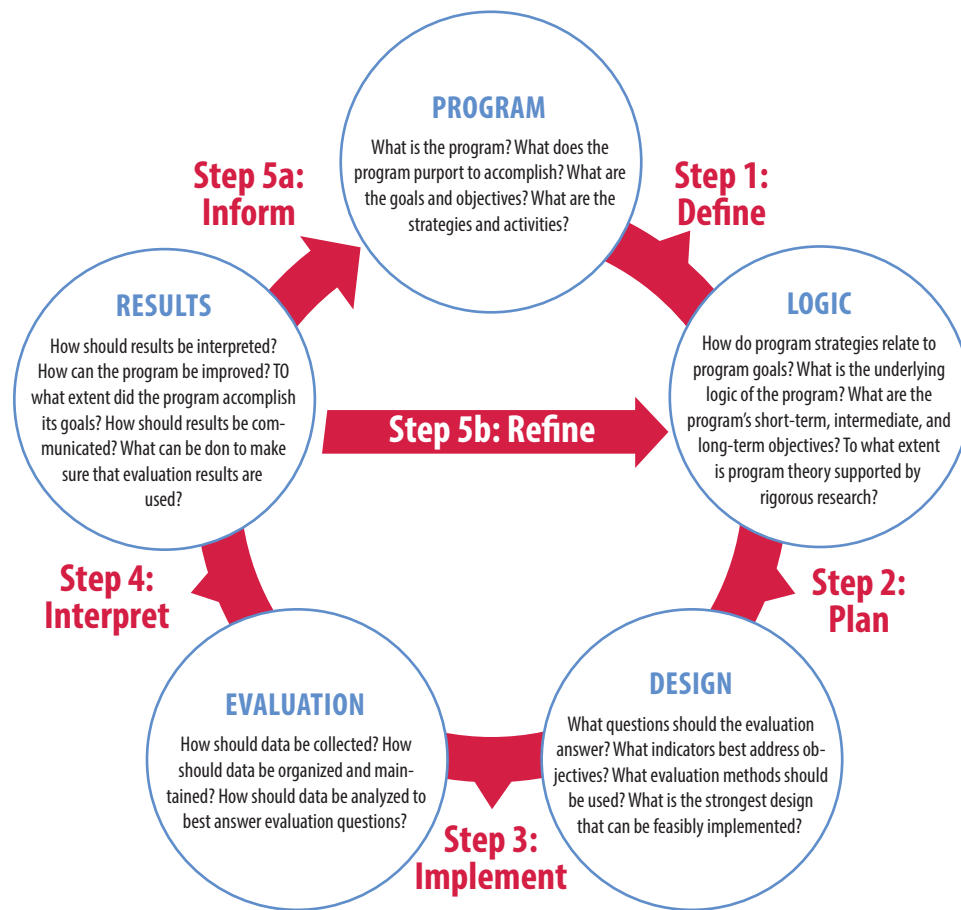 PROGRAM
What is the program? What does the
program purport to accomplish? What are
the goals and objectives? What are the
strategies and activities?
Step 1:
Define
LOGIC
How do program strategies relate to
program goals? What is the underlying
logic of the program? What are the
program's short-term, intermediate, and
long-term objectives? To what extent
is program theory supported by
rigorous research?
Step 2:
Plan
DESIGN
What questions should the evaluation
answer? What indicators best address ob-
jectives? What evaluation methods should
be used? What is the strongest design
that can be feasibly implemented?
Step 3:
Implement
EVALUATION
How should data be collected? How
should data be organized and main-
tained? How should data be analyzed to
best answer evaluation questions?
Step 4:
Interpret
RESULTS
How should results be interpreted?
How can the program be improved? TO
what extent did the program accomplish
its goals? How should results be com-
municated? What can be don to make
sure that evaluation results are
used?
Step 5a:
Inform
Step 5b: Refine